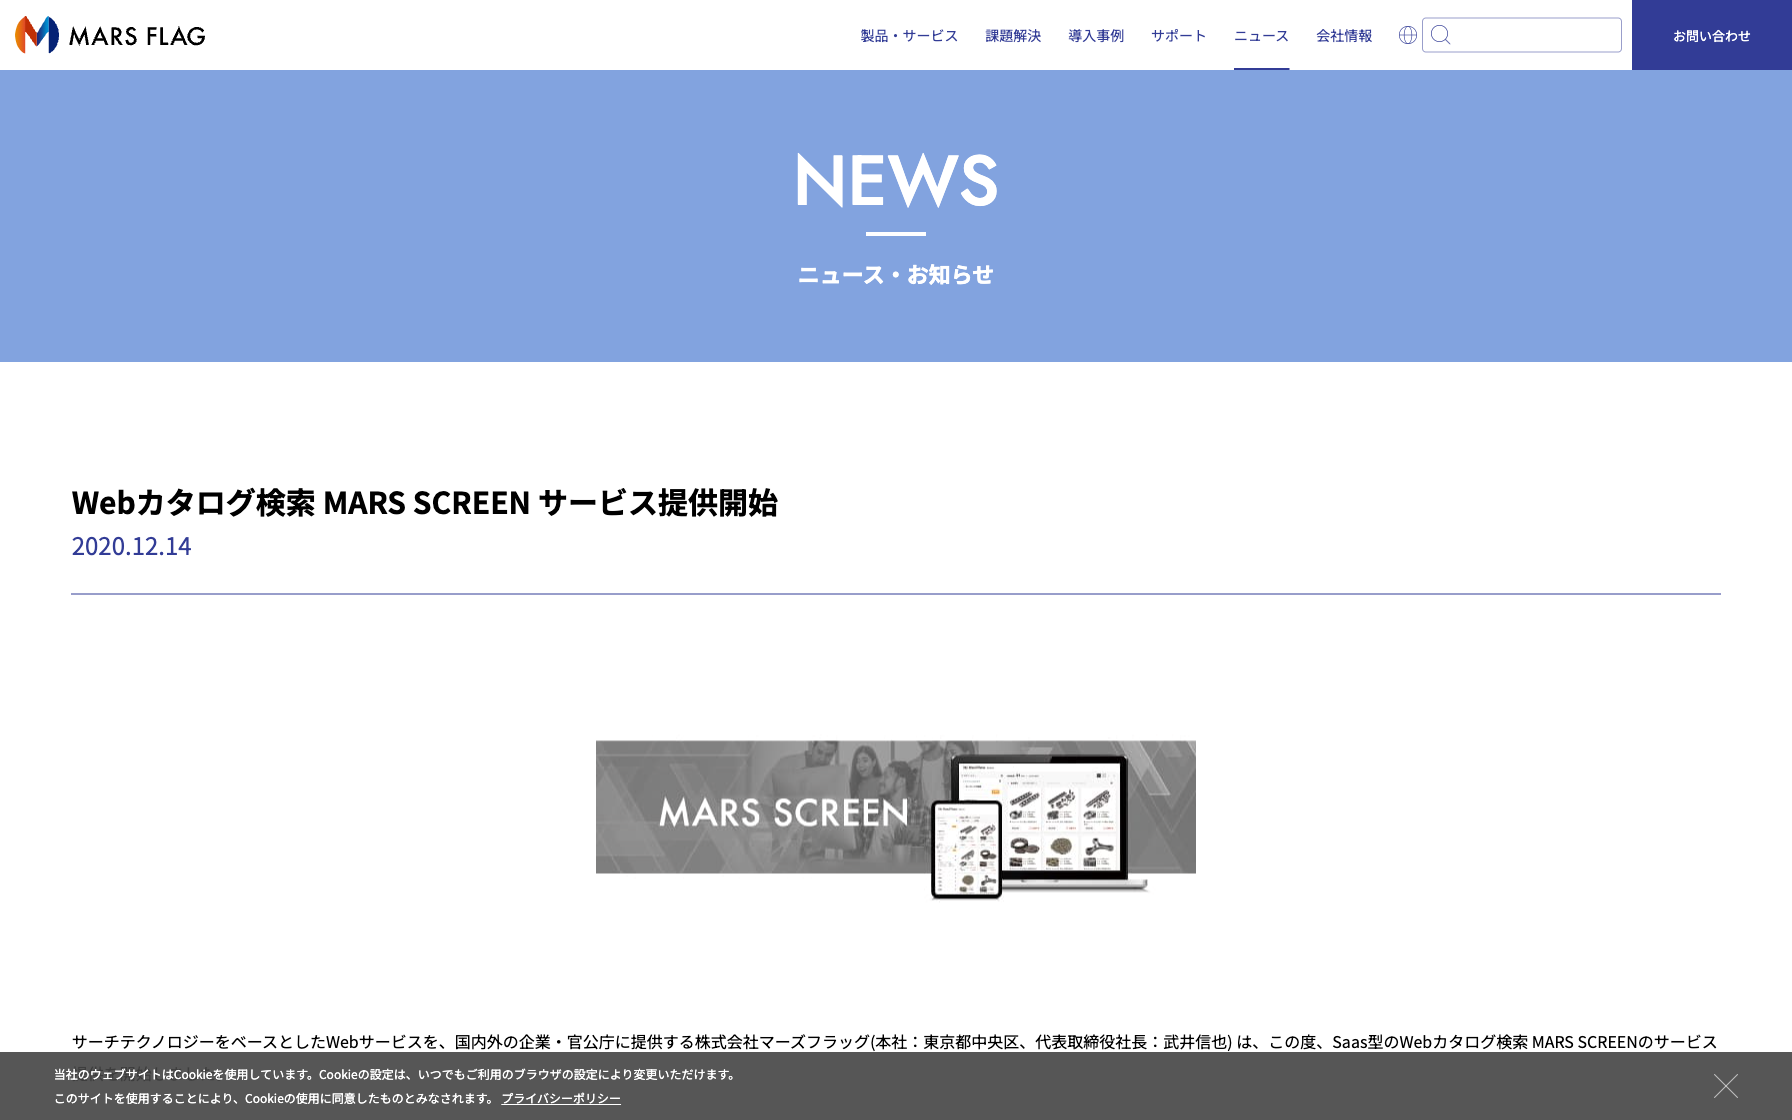 MARS FLAG
製品・サービス 課題解決 導入事例 サポート ニュース 会社情報 お問い合わせ
NEWS
ニュース・お知らせ
Webカタログ検索 MARS SCREEN サービス提供開始
2020.12.14
MARS SCREEN
サーチテクノロジーをベースとしたWebサービスを、国内外の企業・官公庁に提供する株式会社マーズフラッグ(本社：東京都中央区、代表取締役社長：武井信也) は、この度、Saas型のWebカタログ検索 MARS SCREENのサービス
当社のウェブサイトはCookieを使用しています。Cookieの設定は、いつでもご利用のブラウザの設定により変更いただけます。
このサイトを使用することにより、Cookieの使用に同意したものとみなされます。 プライバシーポリシー